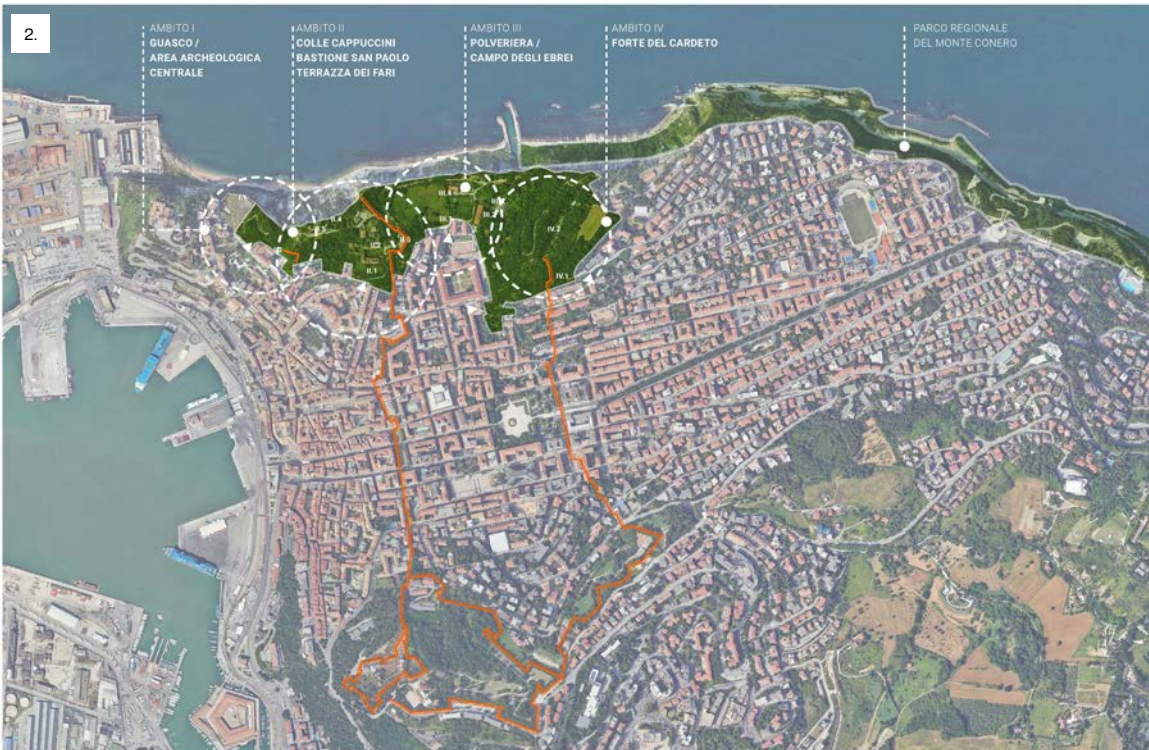 2.
AMBITO I
GUASCO /
AREA ARCHEOLOGICA
CENTRALE
AMBITO II
COLLE CAPPUCCINI
BASTIONE SAN PAOLO
TERRAZZA DEI FARI
AMBITO III
POLVERIERA /
CAMPO DEGLI EBREI
AMBITO IV
FORTE DEL CARDETO
PARCO REGIONALE
DEL MONTE CONERO
II.1
IV.2
IV.1